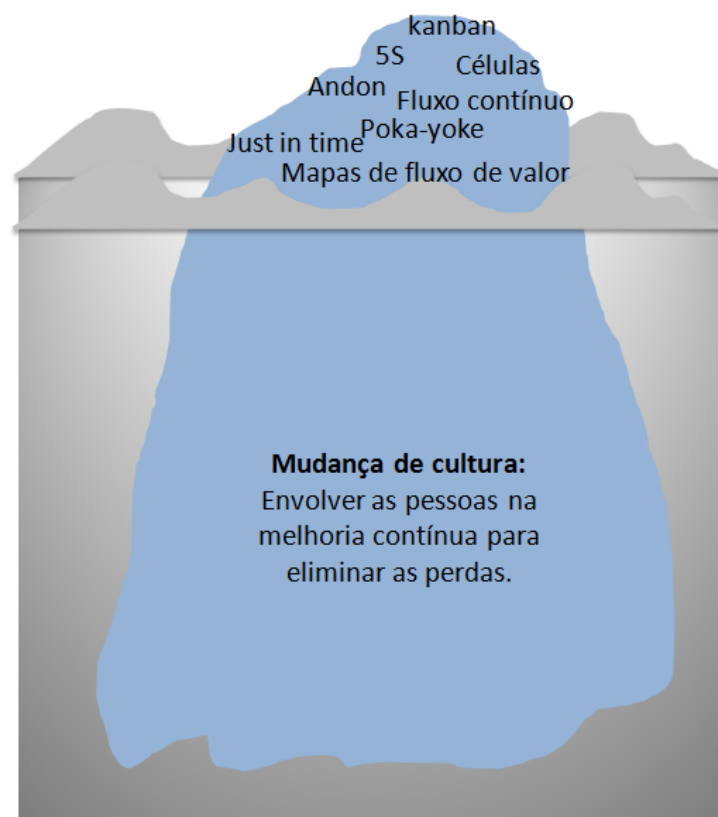 kanban
5S
Células
Andon
Fluxo contínuo
Poka-yoke
Just in time
Mapas de fluxo de valor
Mudança de cultura:
Envolver as pessoas na
melhoria contínua para
eliminar as perdas.